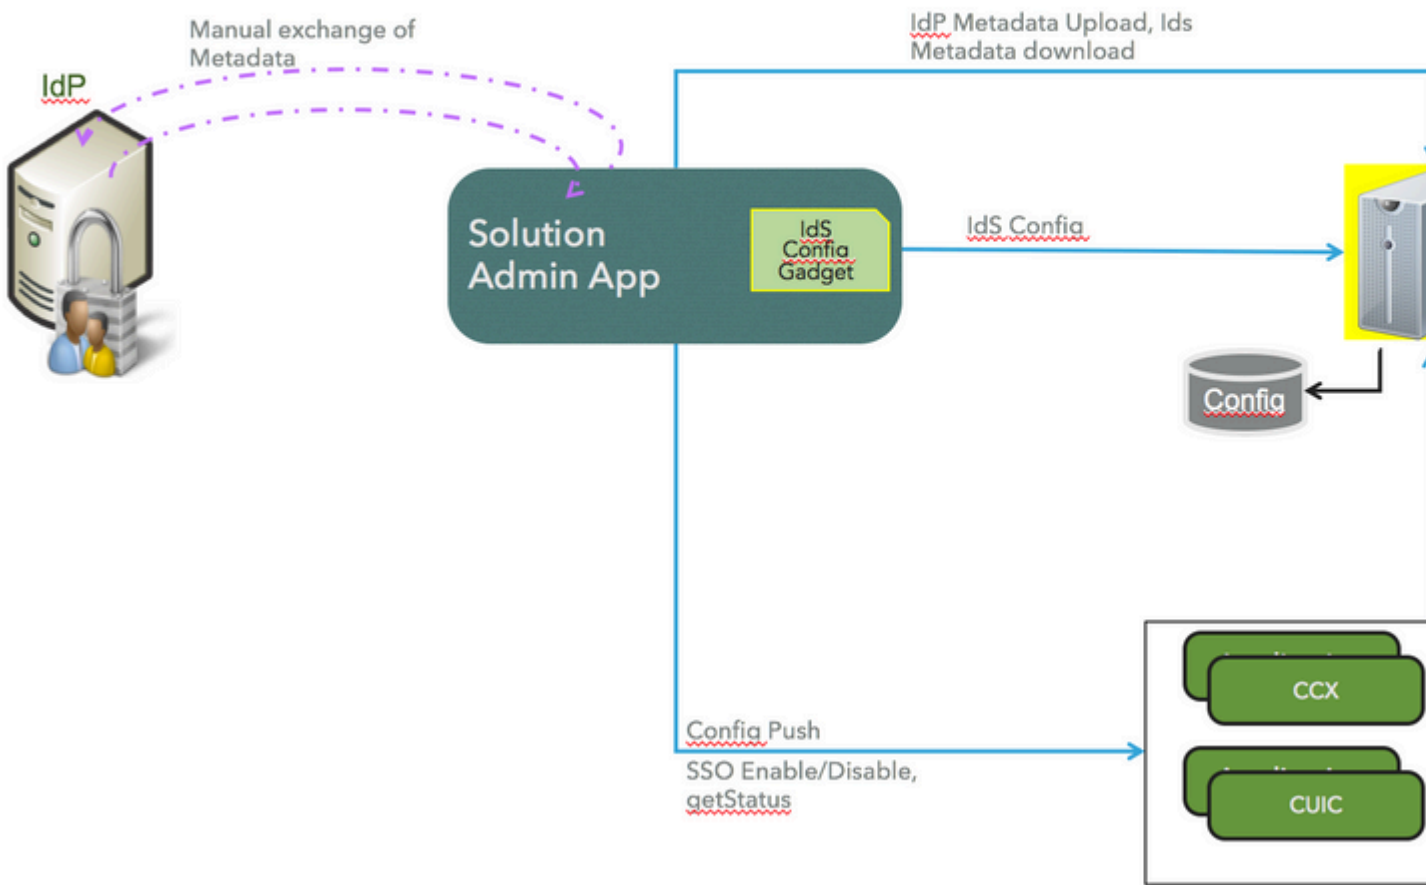 Manual exchange of
Metadata
IdP Metadata Upload, Ids
Metadata download
IdP
Solution
Admin App
IdS
Config
Gadget
IdS Config
Config
CCX
Config Push
SSO Enable/Disable,
getStatus
CUIC